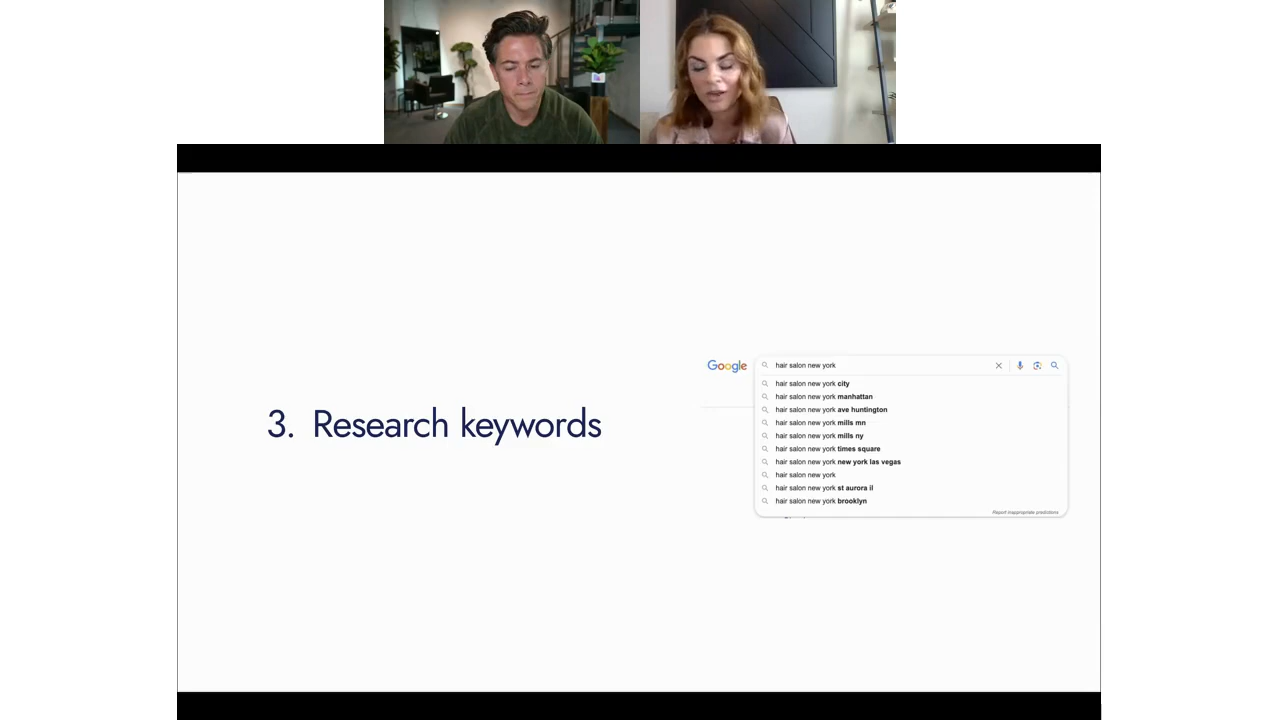 3. Research keywords
Google
hair salon new york
hair salon new york city
hair salon new york manhattan
hair salon new york ave huntington
hair salon new york mills mn
hair salon new york mills ny
hair salon new york times square
hair salon new york new york las vegas
hair salon new york
hair salon new york st aurora il
hair salon new york brooklyn
Report inappropriate predictions